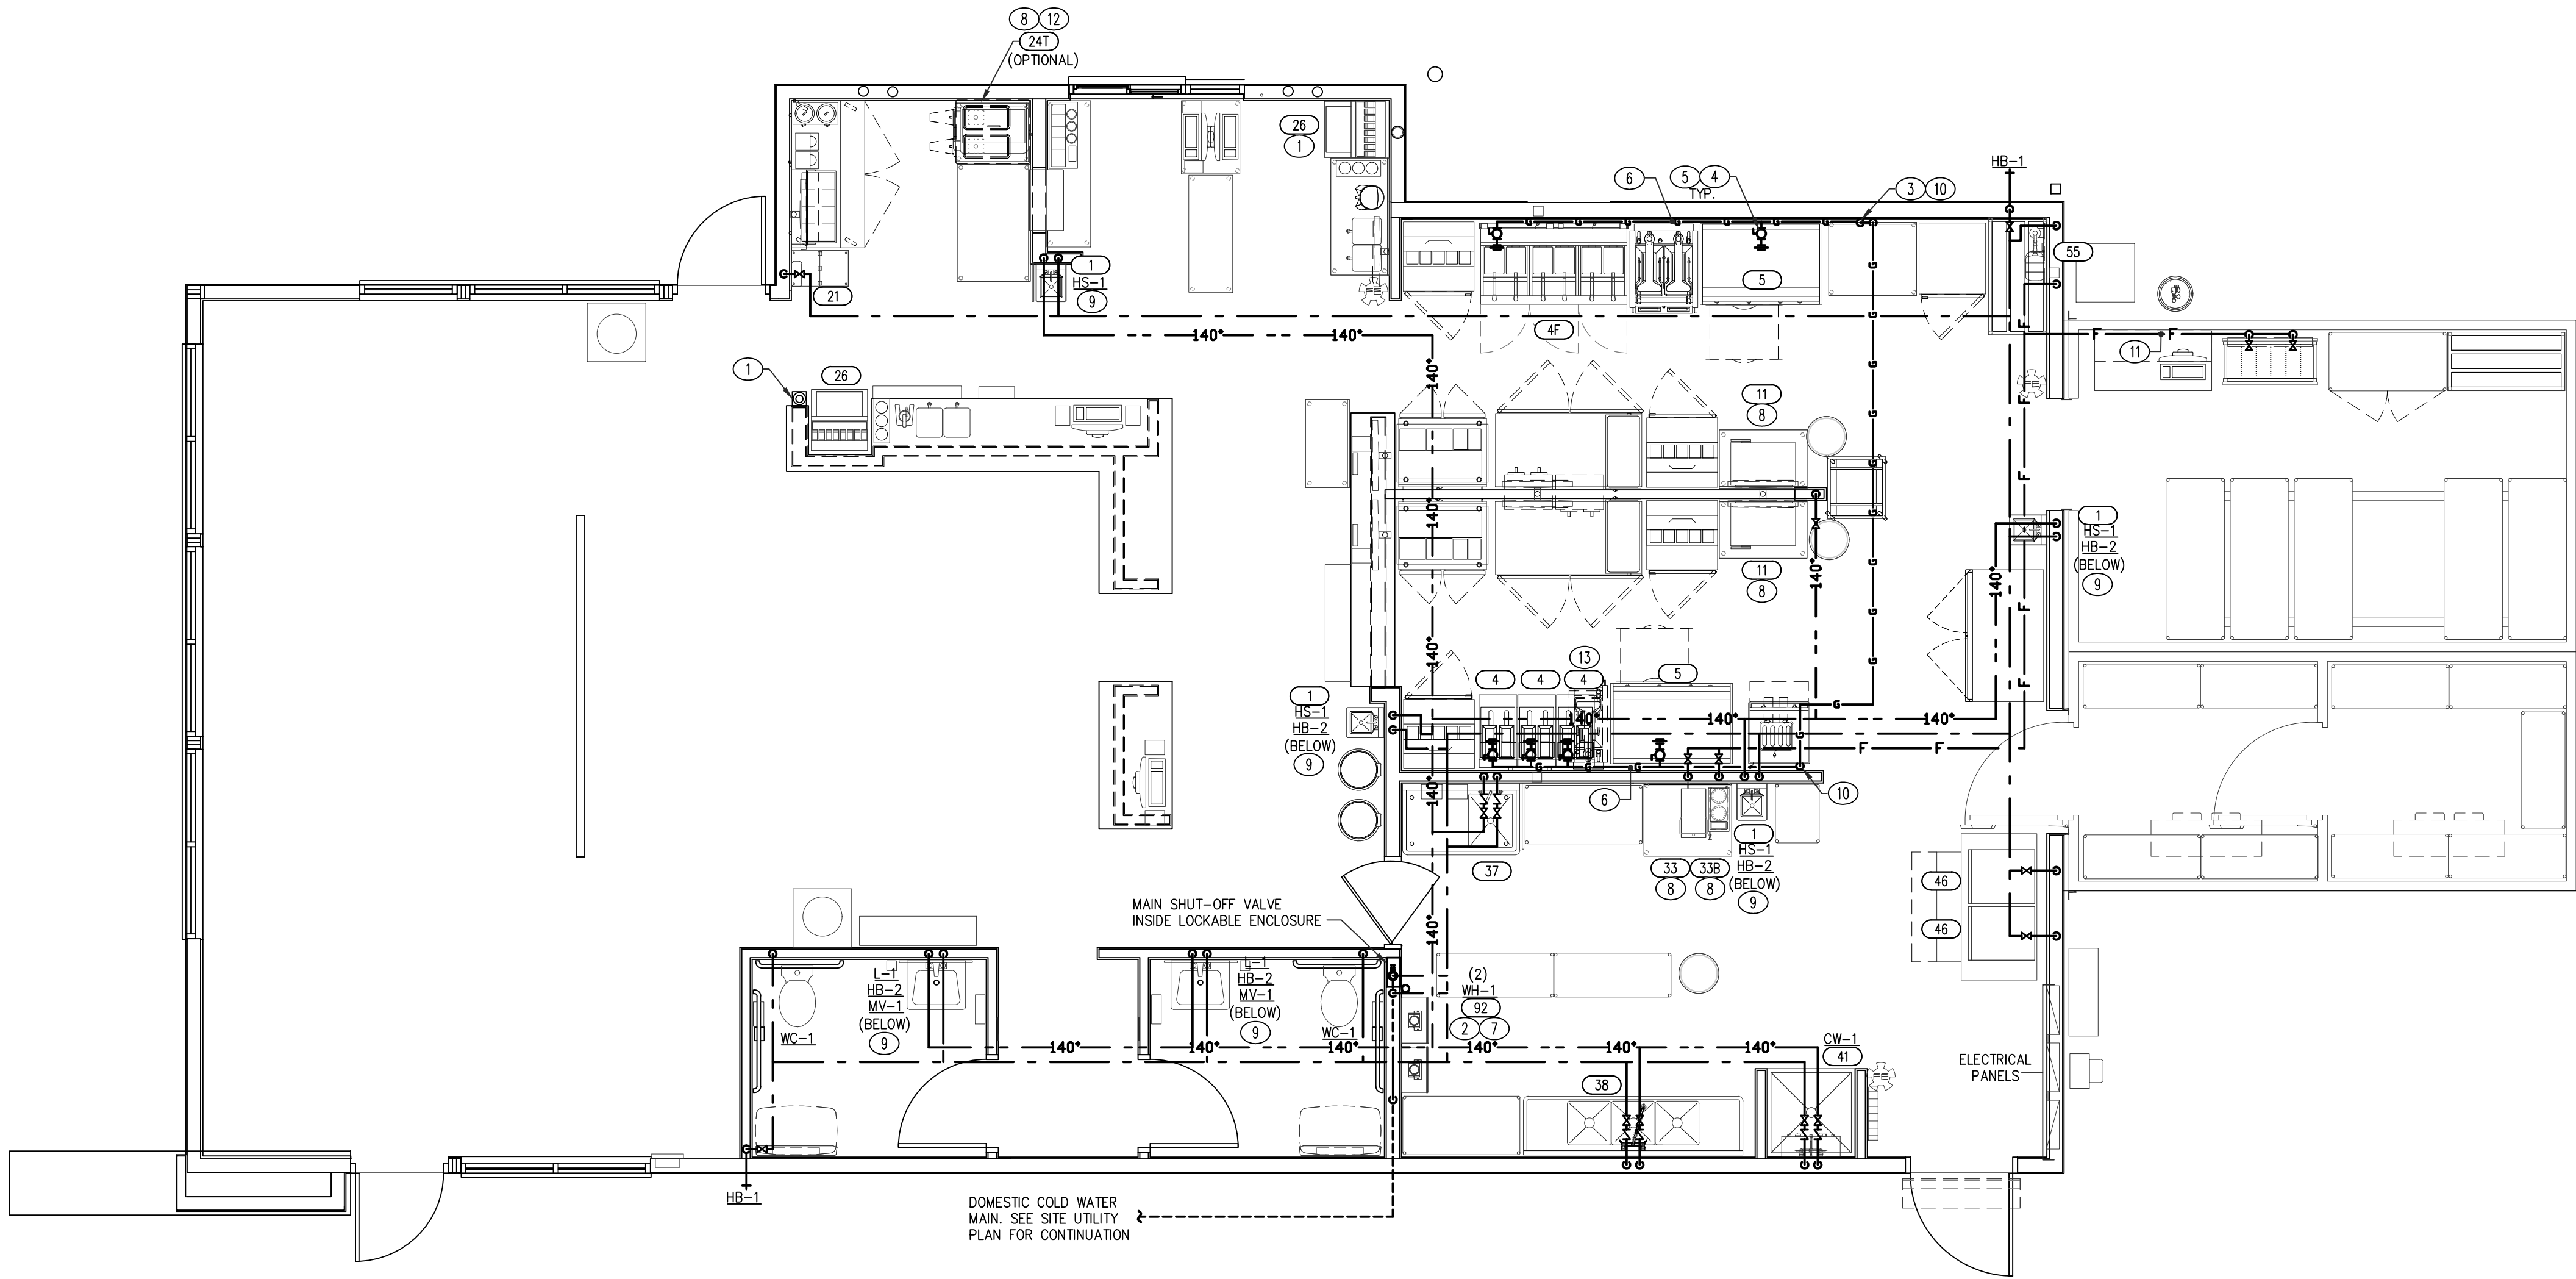 8 12
24T
(OPTIONAL)
26
1
HB-1
6
5 4
TYP.
3 10
G G G G G G G
55
1
HS-1
9
5
21
4F
140° 140°
F F
F
11
G
G
140°
1
26
11
8
FE
F
G
G
G
140°
F
11
8
140°
140°
1
HS-1
HB-2
(BELOW)
9
G
F
F
G
140°
13
4 4 4
5
F
1
HS-1
HB-2
(BELOW)
9
140° 140° 140°
G
G
F F
G G G
6
10
140°
37
33 33B
8 8
1
HS-1
HB-2
(BELOW)
9
46
46
MAIN SHUT-OFF VALVE
INSIDE LOCKABLE ENCLOSURE
140°
L-1
HB-2
MV-1
(BELOW)
9
WC-1
L-1
HB-2
MV-1
(BELOW)
9
WC-1
(2)
WH-1
92
2 7
140° 140° 140° 140° 140° 140°
CW-1
41
FE
ELECTRICAL
PANELS
38
HB-1
DOMESTIC COLD WATER
MAIN. SEE SITE UTILITY
PLAN FOR CONTINUATION